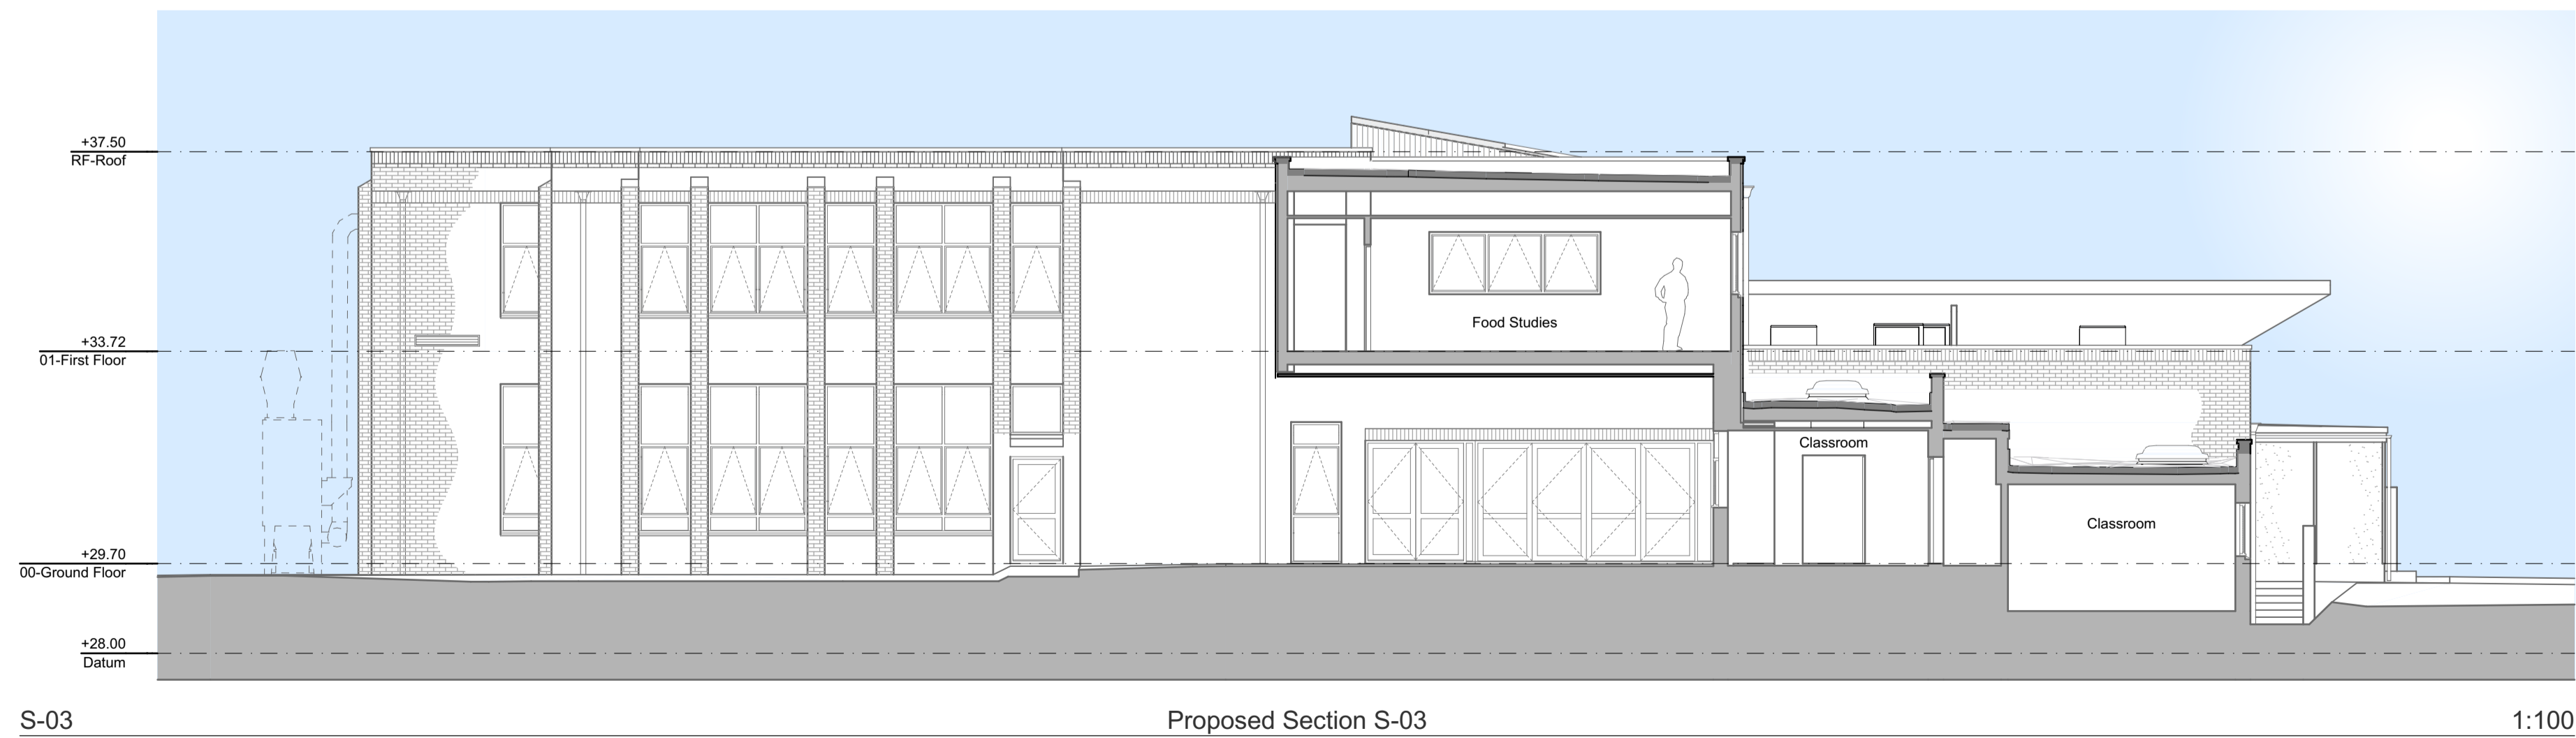 +37.50
RF-Roof
+33.72
01-First Floor
Food Studies
Classroom
Classroom
+29.70
00-Ground Floor
+28.00
Datum
S-03
Proposed Section S-03
1:100